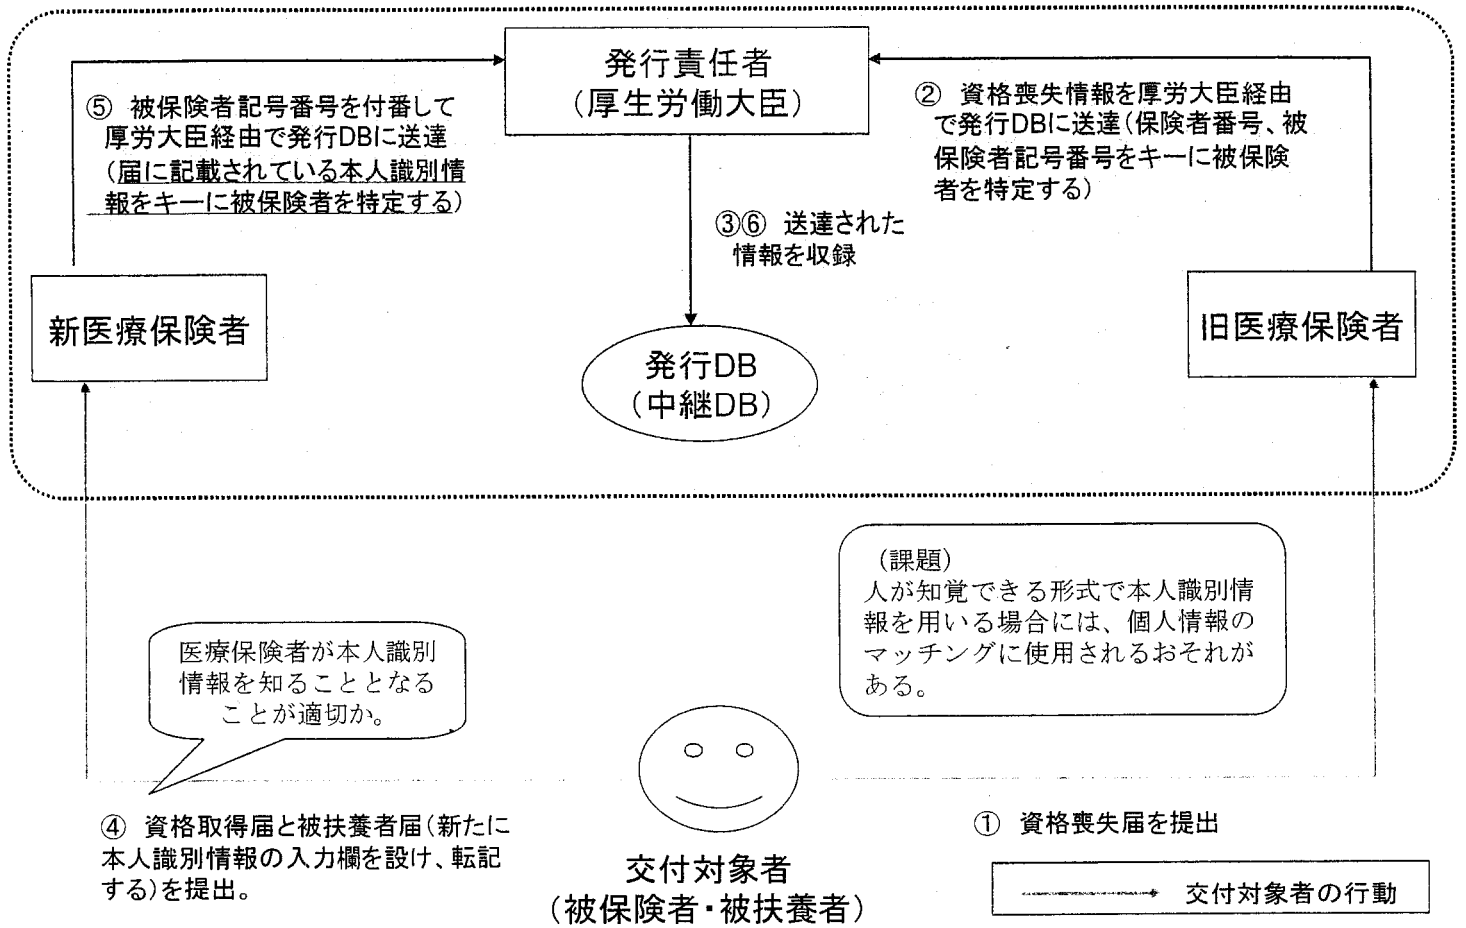 発行責任者
(厚生労働大臣)
⑤ 被保険者記号番号を付番して
厚労大臣経由で発行DBに送達
(届に記載されている本人識別情
報をキーに被保険者を特定する)
② 資格喪失情報を厚労大臣経由
で発行DBに送達(保険者番号、被
保険者記号番号をキーに被保険
者を特定する)
③⑥ 送達された
情報を収録
新医療保険者
旧医療保険者
発行DB
(中継DB)
(課題)
人が知覚できる形式で本人識別情
報を用いる場合には、個人情報の
マッチングに使用されるおそれが
ある。
医療保険者が本人識別
情報を知ることとなる
ことが適切か。
④ 資格取得届と被扶養者届(新たに
本人識別情報の入力欄を設け、転記
する)を提出。
① 資格喪失届を提出
交付対象者
(被保険者・被扶養者)
交付対象者の行動